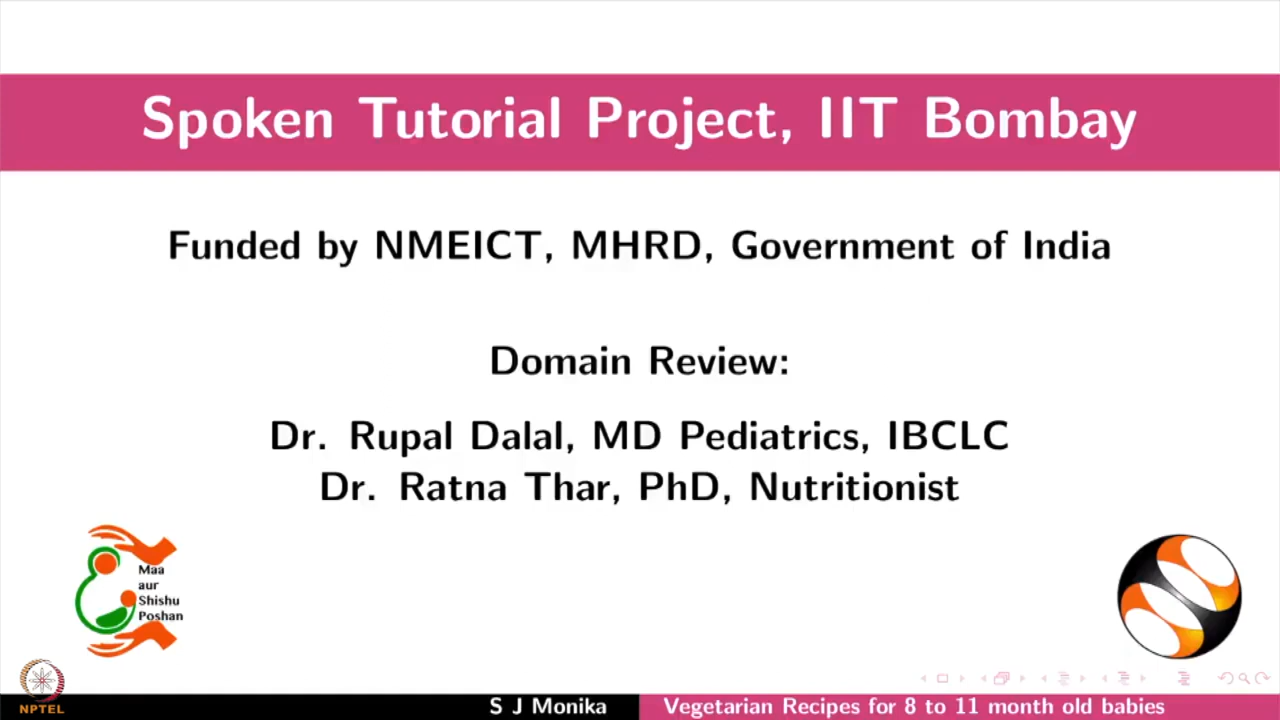 Spoken Tutorial Project, IIT Bombay
Funded by NMEICT, MHRD, Government of India
Domain Review:
Dr. Rupal Dalal, MD Pediatrics, IBCLC
Dr. Ratna Thar, PhD, Nutritionist
Maa
aur
Shishu
Poshan
NPTEL
S J Monika
Vegetarian Recipes for 8 to 11 month old babies